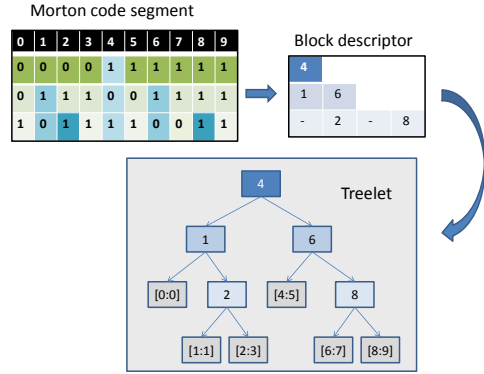 Morton code segment
0 1 2 3 4 5 6 7 8 9
0 0 0 0 1 1 1 1 1 1
0 1 1 1 0 0 1 1 1 1
1 0 1 1 1 1 0 0 1 1
Block descriptor
4
1 6
- 2 - 8
Treelet
4
1 6
[0:0] 2 [4:5] 8
[1:1] [2:3] [6:7] [8:9]